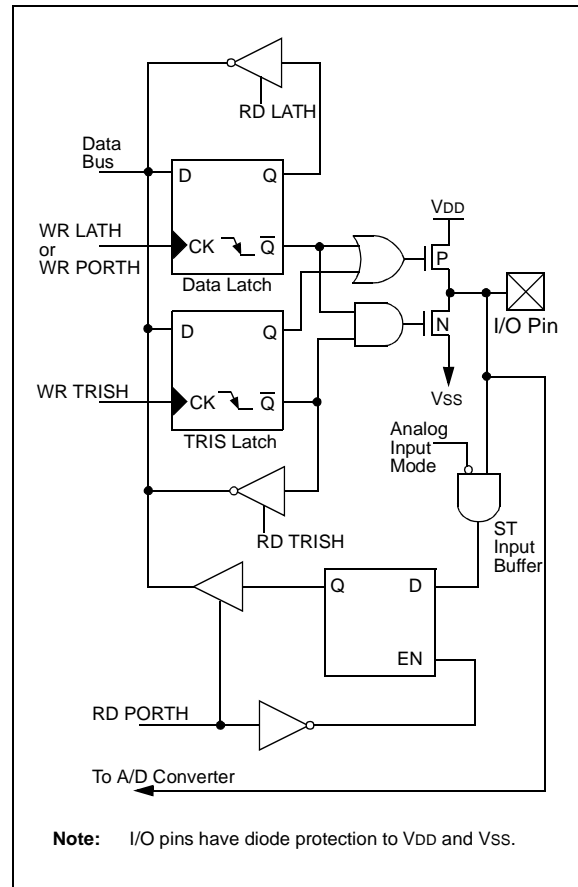 RD LATH
Data
Bus
D
Q
WR LATH
or
WR PORTH
CK
Q̅
Data Latch
VDD
P
I/O Pin
N
VSS
D
Q
WR TRISH
CK
Q̅
TRIS Latch
Analog
Input
Mode
ST
Input
Buffer
RD TRISH
Q
D
EN
RD PORTH
To A/D Converter
Note: I/O pins have diode protection to VDD and VSS.